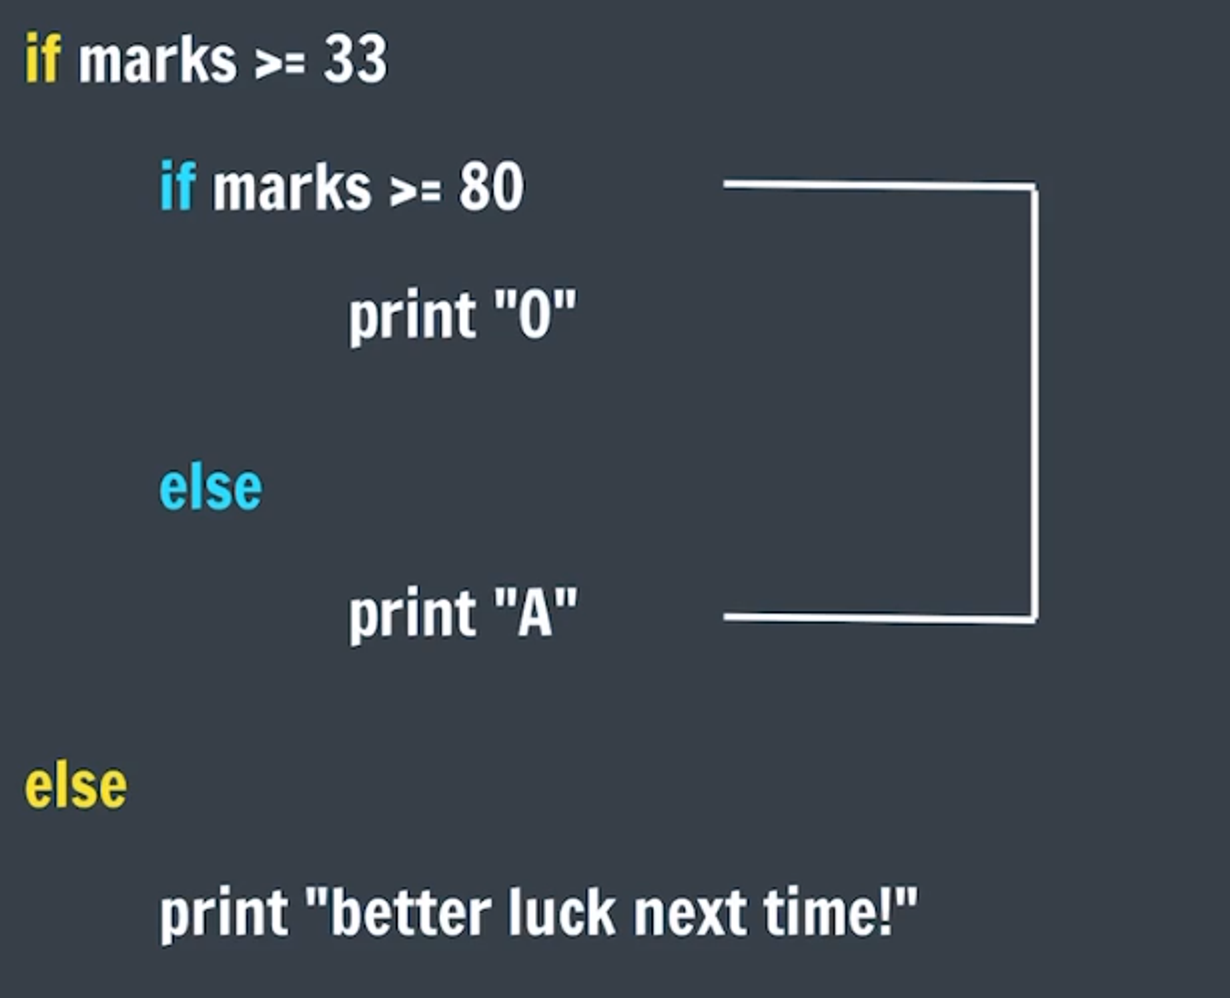 if marks >= 33
if marks >= 80
print "O"
else
print "A"
else
print "better luck next time!"